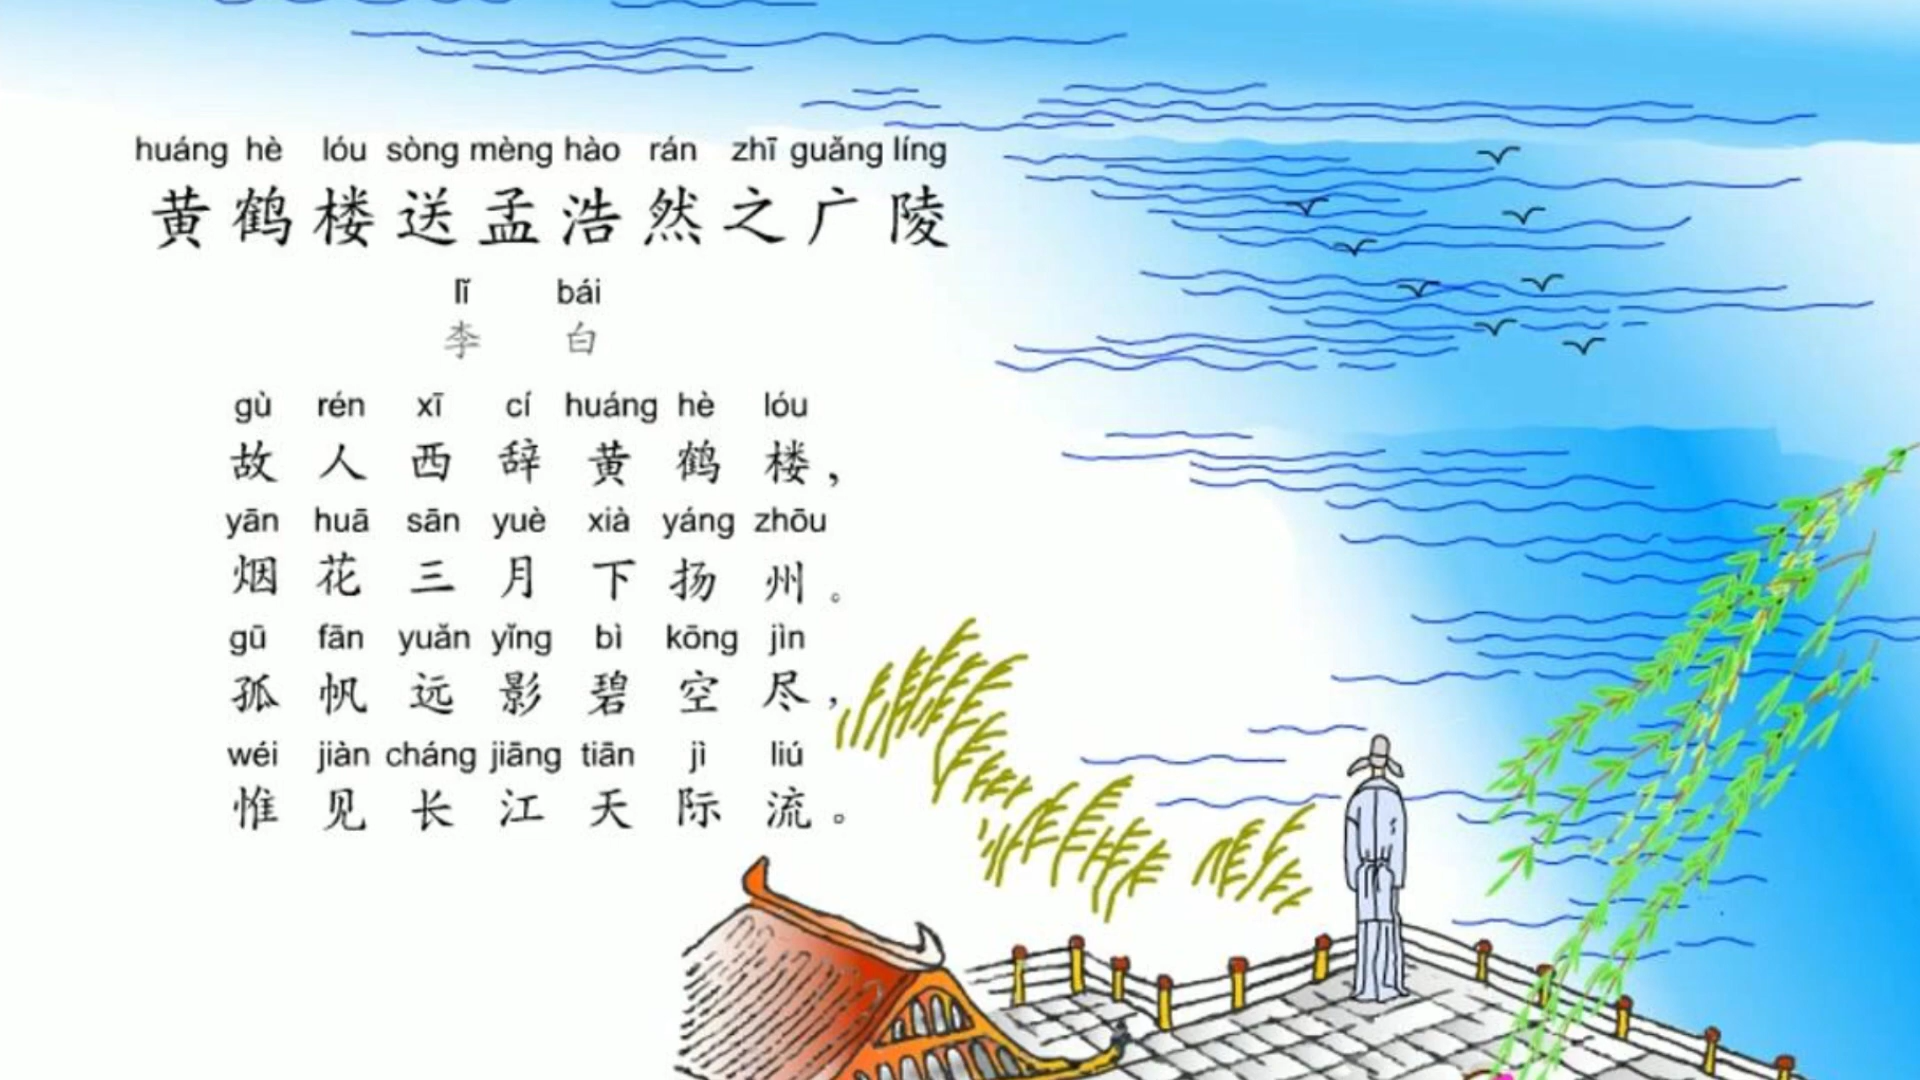 huáng hè lóu sòng mèng hào rán zhī guǎng líng
黄鹤楼送孟浩然之广陵
lǐ bái
李白
gù rén xī cí huáng hè lóu
故人西辞黄鹤楼，
yān huā sān yuè xià yáng zhōu
烟花三月下扬州。
gū fān yuǎn yǐng bì kōng jìn
孤帆远影碧空尽，
wéi jiàn cháng jiāng tiān jì liú
惟见长江天际流。